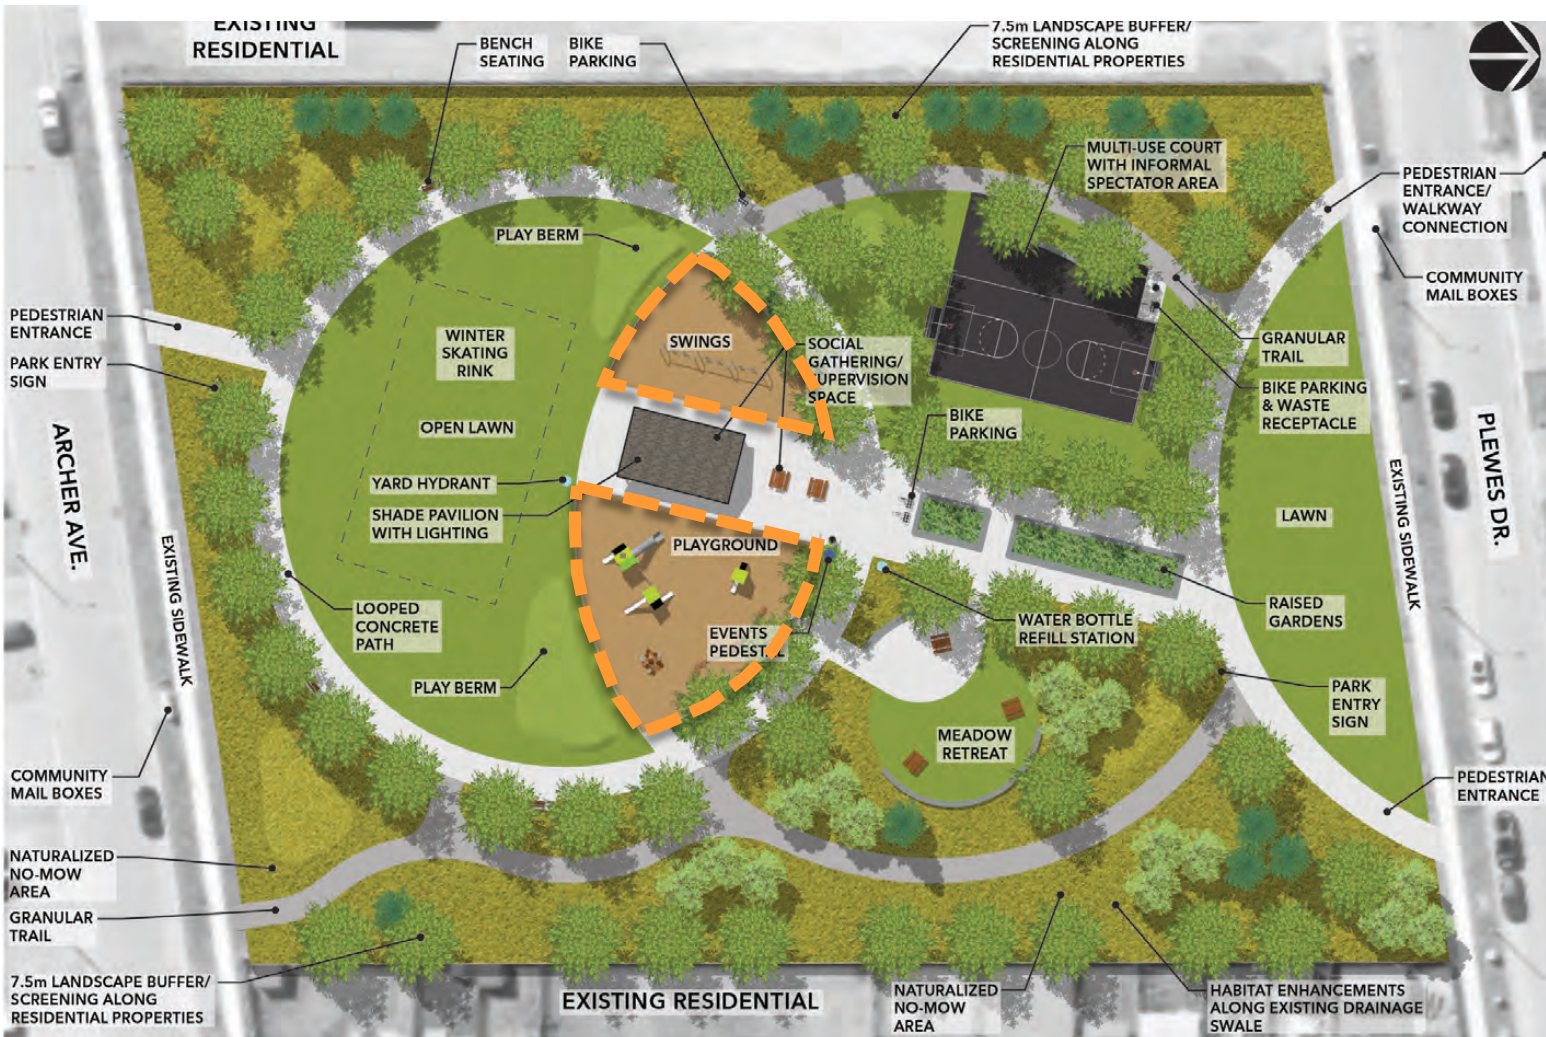 EXISTING
RESIDENTIAL
BENCH
SEATING
BIKE
PARKING
7.5m LANDSCAPE BUFFER/
SCREENING ALONG
RESIDENTIAL PROPERTIES
MULTI-USE COURT
WITH INFORMAL
SPECTATOR AREA
PEDESTRIAN
ENTRANCE/
WALKWAY
CONNECTION
COMMUNITY
MAIL BOXES
PLAY BERM
PEDESTRIAN
ENTRANCE
PARK ENTRY
SIGN
WINTER
SKATING
RINK
SWINGS
SOCIAL
GATHERING/
SUPERVISION
SPACE
GRANULAR
TRAIL
BIKE PARKING
& WASTE
RECEPTACLE
BIKE
PARKING
OPEN LAWN
ARCHER AVE.
EXISTING SIDEWALK
YARD HYDRANT
SHADE PAVILION
WITH LIGHTING
PLAYGROUND
LAWN
EXISTING SIDEWALK
PLEWES DR.
LOOPED
CONCRETE
PATH
EVENTS
PEDESTAL
WATER BOTTLE
REFILL STATION
RAISED
GARDENS
PLAY BERM
PARK
ENTRY
SIGN
MEADOW
RETREAT
COMMUNITY
MAIL BOXES
PEDESTRIAN
ENTRANCE
NATURALIZED
NO-MOW
AREA
GRANULAR
TRAIL
7.5m LANDSCAPE BUFFER/
SCREENING ALONG
RESIDENTIAL PROPERTIES
EXISTING RESIDENTIAL
NATURALIZED
NO-MOW
AREA
HABITAT ENHANCEMENTS
ALONG EXISTING DRAINAGE
SWALE